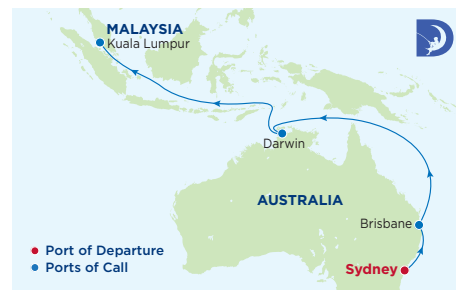 MALAYSIA
Kuala Lumpur
Darwin
AUSTRALIA
Brisbane
Sydney
Port of Departure
Ports of Call